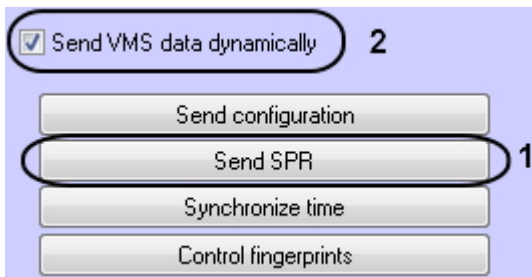 Send VMS data dynamically 2
Send configuration
Send SPR 1
Synchronize time
Control fingerprints